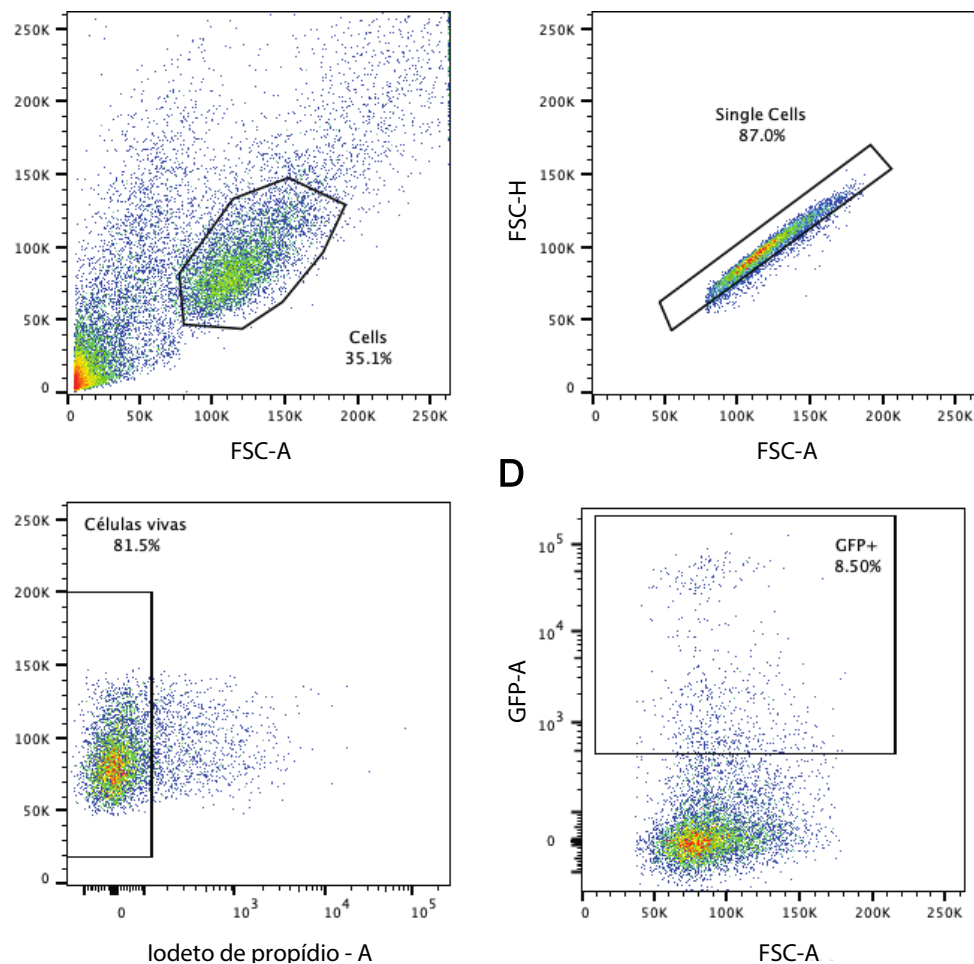 250K
200K
150K
100K
50K
0
Cells
35.1%
0 50K 100K 150K 200K 250K
FSC-A
250K
200K
150K
100K
50K
0
FSC-H
Single Cells
87.0%
0 50K 100K 150K 200K 250K
FSC-A
250K
200K
150K
100K
50K
0
Células vivas
81.5%
0 10³ 10⁴ 10⁵
Iodeto de propídio - A
D
10⁵
10⁴
10³
0
GFP-A
GFP+
8.50%
0 50K 100K 150K 200K 250K
FSC-A